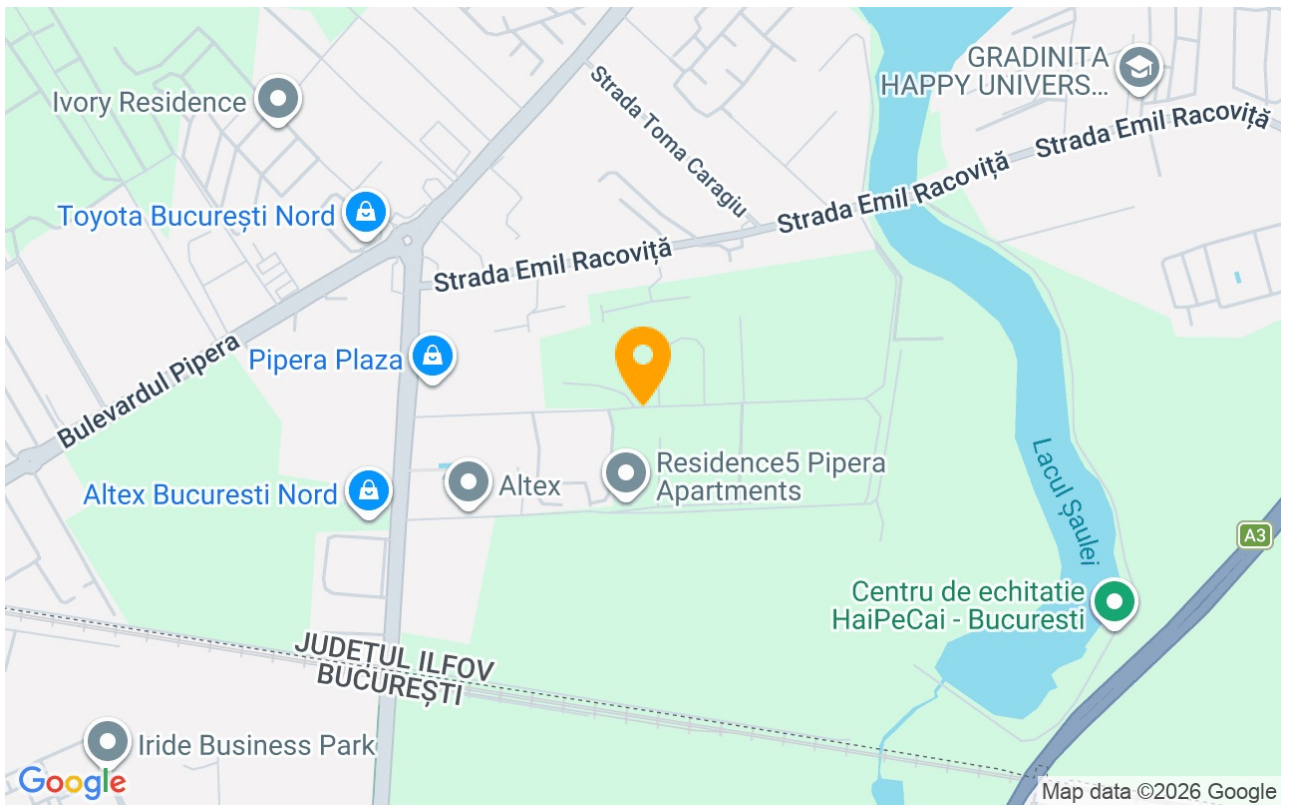 GRADINITA
HAPPY UNIVERS...
Ivory Residence
Strada Toma Caragiu
Strada Emil Racoviță
Strada Emil Racoviță
Toyota București Nord
Strada Emil Racoviță
Bulevardul Pipera
Pipera Plaza
Residence5 Pipera
Apartments
Altex
Altex Bucuresti Nord
Lacul Șaulei
A3
Centru de echitatie
HaiPeCai - Bucuresti
JUDEȚUL ILFOV
BUCUREȘTI
Iride Business Park
Google
Map data ©2026 Google